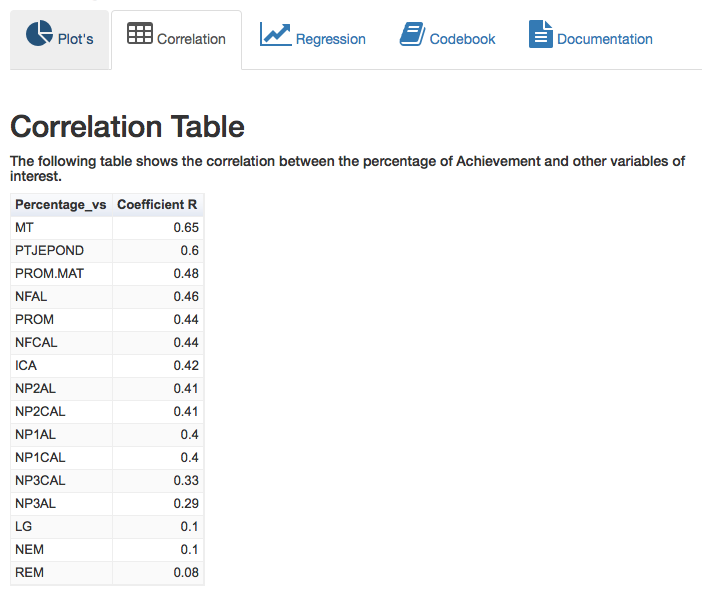 Plot's Correlation Regression Codebook Documentation
Correlation Table
The following table shows the correlation between the percentage of Achievement and other variables of
interest.
Percentage_vs Coefficient R
MT 0.65
PTJEPOND 0.6
PROM.MAT 0.48
NFAL 0.46
PROM 0.44
NFCAL 0.44
ICA 0.42
NP2AL 0.41
NP2CAL 0.41
NP1AL 0.4
NP1CAL 0.4
NP3CAL 0.33
NP3AL 0.29
LG 0.1
NEM 0.1
REM 0.08